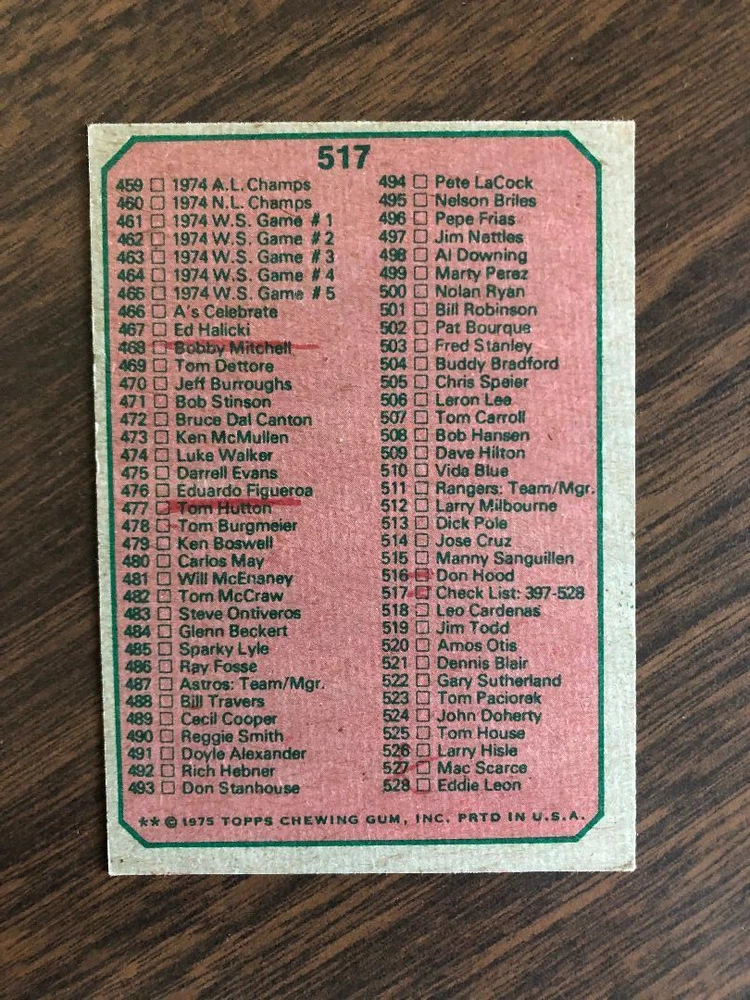 517
459 1974 A.L. Champs
460 1974 N.L. Champs
461 1974 W.S. Game #1
462 1974 W.S. Game #2
463 1974 W.S. Game #3
464 1974 W.S. Game #4
465 1974 W.S. Game #5
466 A's Celebrate
467 Ed Halicki
468 Bobby Mitchell
469 Tom Dettore
470 Jeff Burroughs
471 Bob Stinson
472 Bruce Dal Canton
473 Ken McMullen
474 Luke Walker
475 Darrell Evans
476 Eduardo Figueroa
477 Tom Hutton
478 Tom Burgmeier
479 Ken Boswell
480 Carlos May
481 Will McEnaney
482 Tom McCraw
483 Steve Ontiveros
484 Glenn Beckert
485 Sparky Lyle
486 Ray Fosse
487 Astros: Team/Mgr.
488 Bill Travers
489 Cecil Cooper
490 Reggie Smith
491 Doyle Alexander
492 Rich Hebner
493 Don Stanhouse
494 Pete LaCock
495 Nelson Briles
496 Pepe Frias
497 Jim Nettles
498 Al Downing
499 Marty Perez
500 Nolan Ryan
501 Bill Robinson
502 Pat Bourque
503 Fred Stanley
504 Buddy Bradford
505 Chris Speier
506 Leron Lee
507 Tom Carroll
508 Bob Hansen
509 Dave Hilton
510 Vida Blue
511 Rangers: Team/Mgr.
512 Larry Milbourne
513 Dick Pole
514 Jose Cruz
515 Manny Sanguillen
516 Don Hood
517 Check List: 397-528
518 Leo Cardenas
519 Jim Todd
520 Amos Otis
521 Dennis Blair
522 Gary Sutherland
523 Tom Paciorek
524 John Doherty
525 Tom House
526 Larry Hisle
527 Mac Scarce
528 Eddie Leon
** © 1975 TOPPS CHEWING GUM, INC. PRTD IN U.S.A.